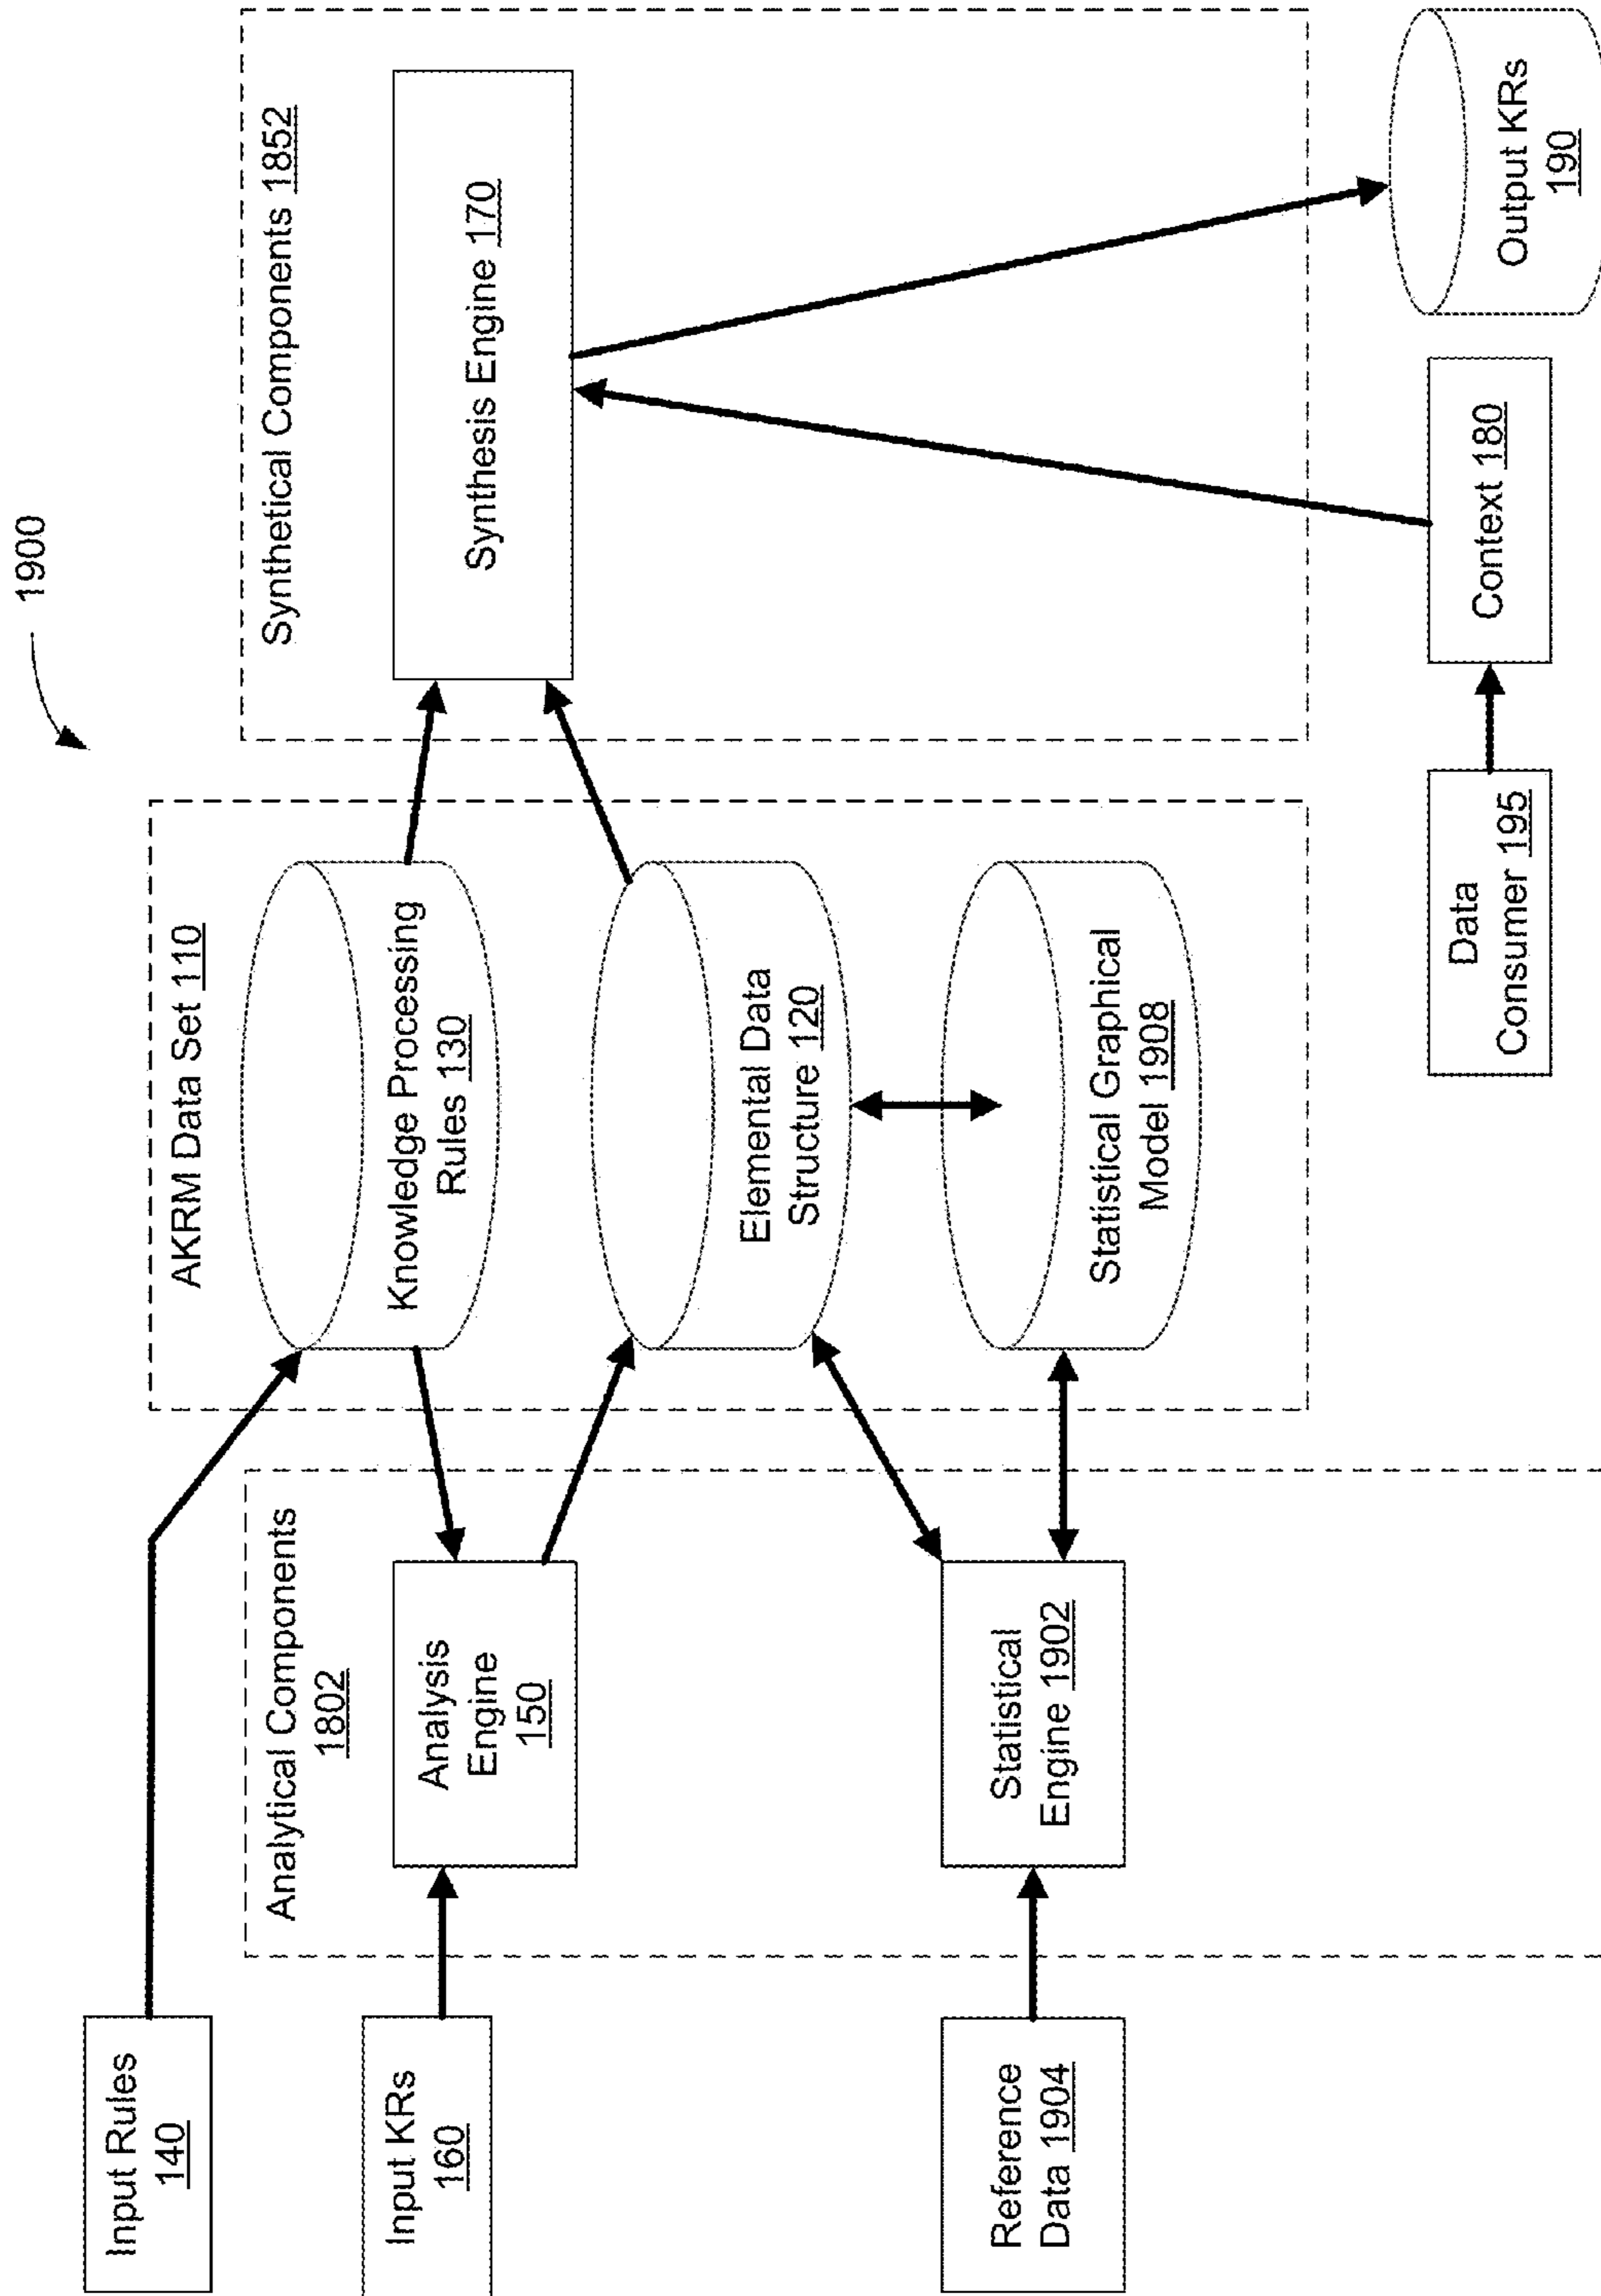 1900
Input Rules
140
Input KRs
160
Reference
Data 1904
Analytical Components
1802
Analysis
Engine
150
Statistical
Engine 1902
AKRM Data Set 110
Knowledge Processing
Rules 130
Elemental Data
Structure 120
Statistical Graphical
Model 1908
Synthetical Components 1852
Synthesis Engine 170
Data
Consumer 195
Context 180
Output KRs
190